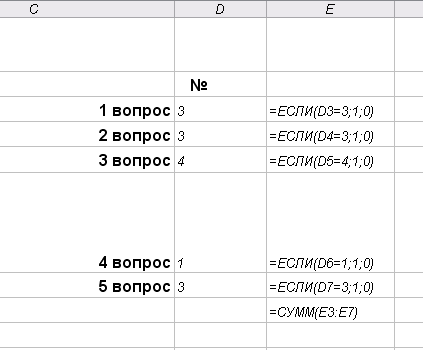 C D E
№
1 вопрос 3 =ЕСЛИ(D3=3;1;0)
2 вопрос 3 =ЕСЛИ(D4=3;1;0)
3 вопрос 4 =ЕСЛИ(D5=4;1;0)
4 вопрос 1 =ЕСЛИ(D6=1;1;0)
5 вопрос 3 =ЕСЛИ(D7=3;1;0)
=СУММ(E3:E7)